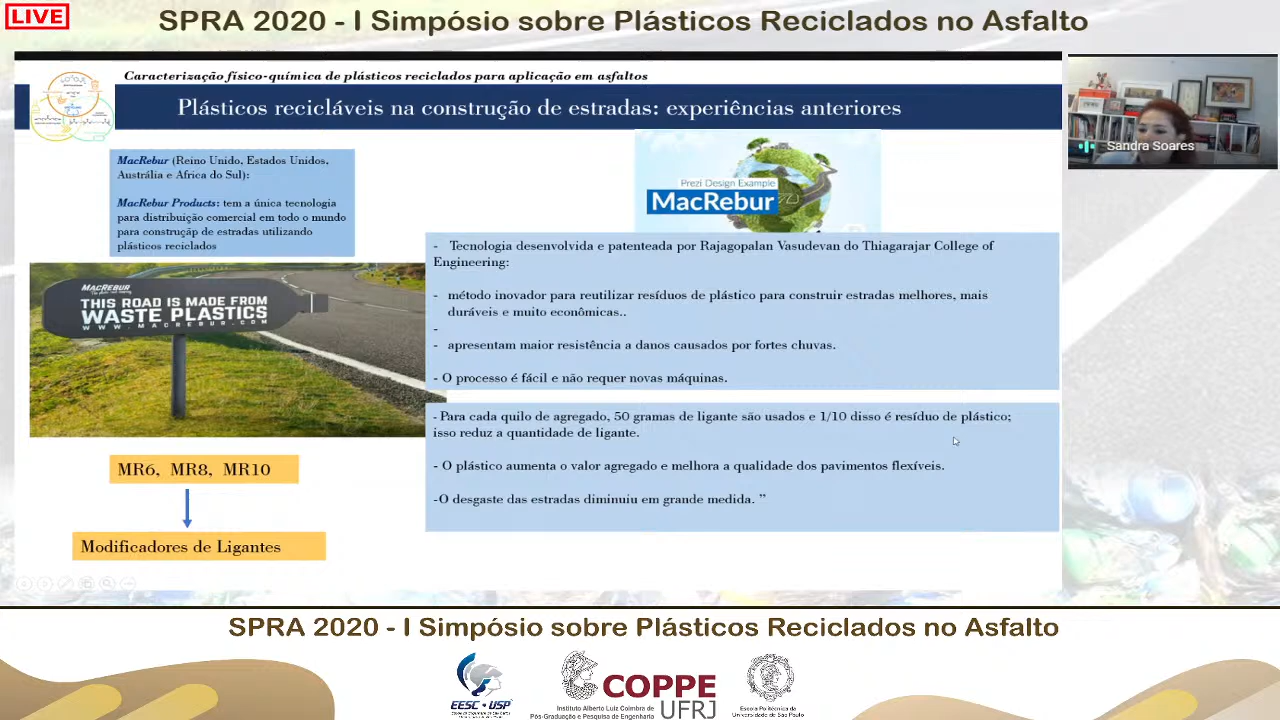 LIVE
SPRA 2020 - I Simpósio sobre Plásticos Reciclados no Asfalto
Caracterização físico-química de plásticos reciclados para aplicação em asfaltos
Plásticos recicláveis na construção de estradas: experiências anteriores
MacRebur (Reino Unido, Estados Unidos,
Austrália e Africa do Sul):
MacRebur Products: tem a única tecnologia
para distribuição comercial em todo o mundo
para construçãp de estradas utilizando
plásticos reciclados
Prezi Design Example
MacRebur
Sandra Soares
- Tecnologia desenvolvida e patenteada por Rajagopalan Vasudevan do Thiagarajar College of
Engineering:
- método inovador para reutilizar resíduos de plástico para construir estradas melhores, mais
duráveis e muito econômicas..
-
- apresentam maior resistência a danos causados por fortes chuvas.
- O processo é fácil e não requer novas máquinas.
MACREBUR
THIS ROAD IS MADE FROM
WASTE PLASTICS
WWW.MACREBUR.COM
- Para cada quilo de agregado, 50 gramas de ligante são usados e 1/10 disso é resíduo de plástico;
isso reduz a quantidade de ligante.
- O plástico aumenta o valor agregado e melhora a qualidade dos pavimentos flexíveis.
-O desgaste das estradas diminuiu em grande medida. ”
MR6, MR8, MR10
Modificadores de Ligantes
SPRA 2020 - I Simpósio sobre Plásticos Reciclados no Asfalto
EESC • USP
COPPE
UFRJ
Instituto Alberto Luiz Coimbra de
Pós-Graduação e Pesquisa de Engenharia
Escola Politécnica da
Universidade de São Paulo